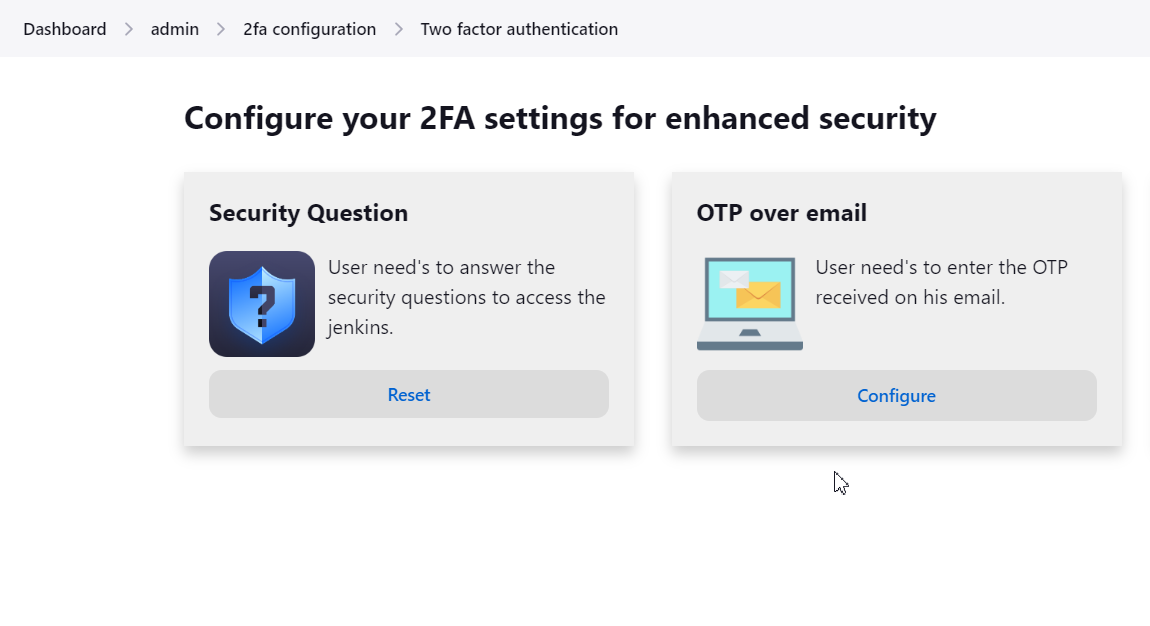 Dashboard > admin > 2fa configuration > Two factor authentication
Configure your 2FA settings for enhanced security
Security Question
User need's to answer the
security questions to access the
jenkins.
Reset
OTP over email
User need's to enter the OTP
received on his email.
Configure